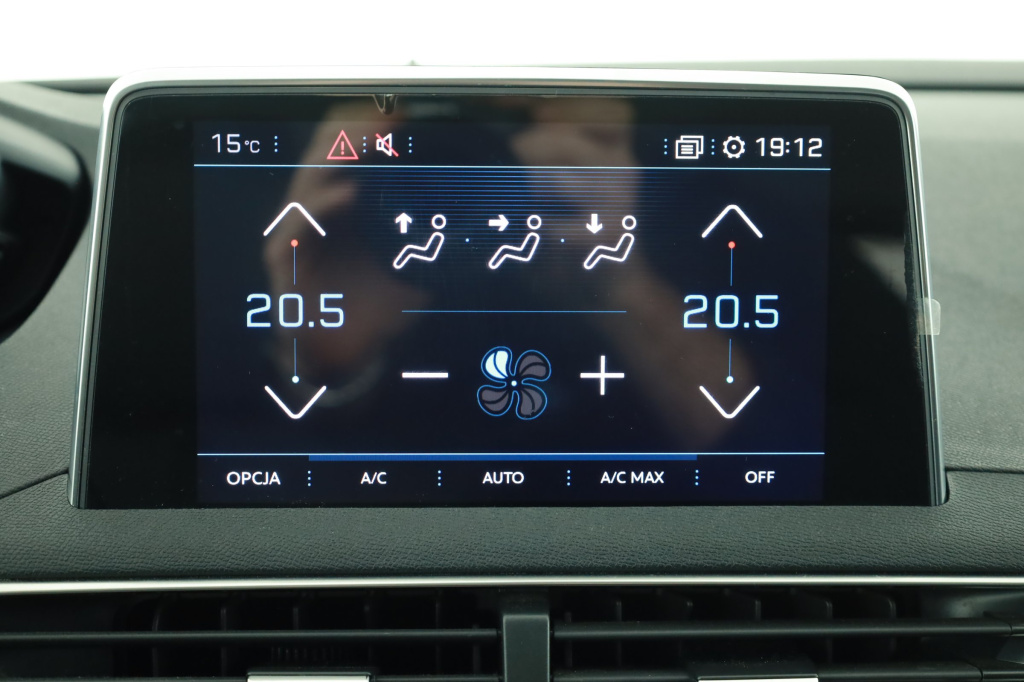 15°C 19:12
20.5 20.5
OPCJA A/C AUTO A/C MAX OFF